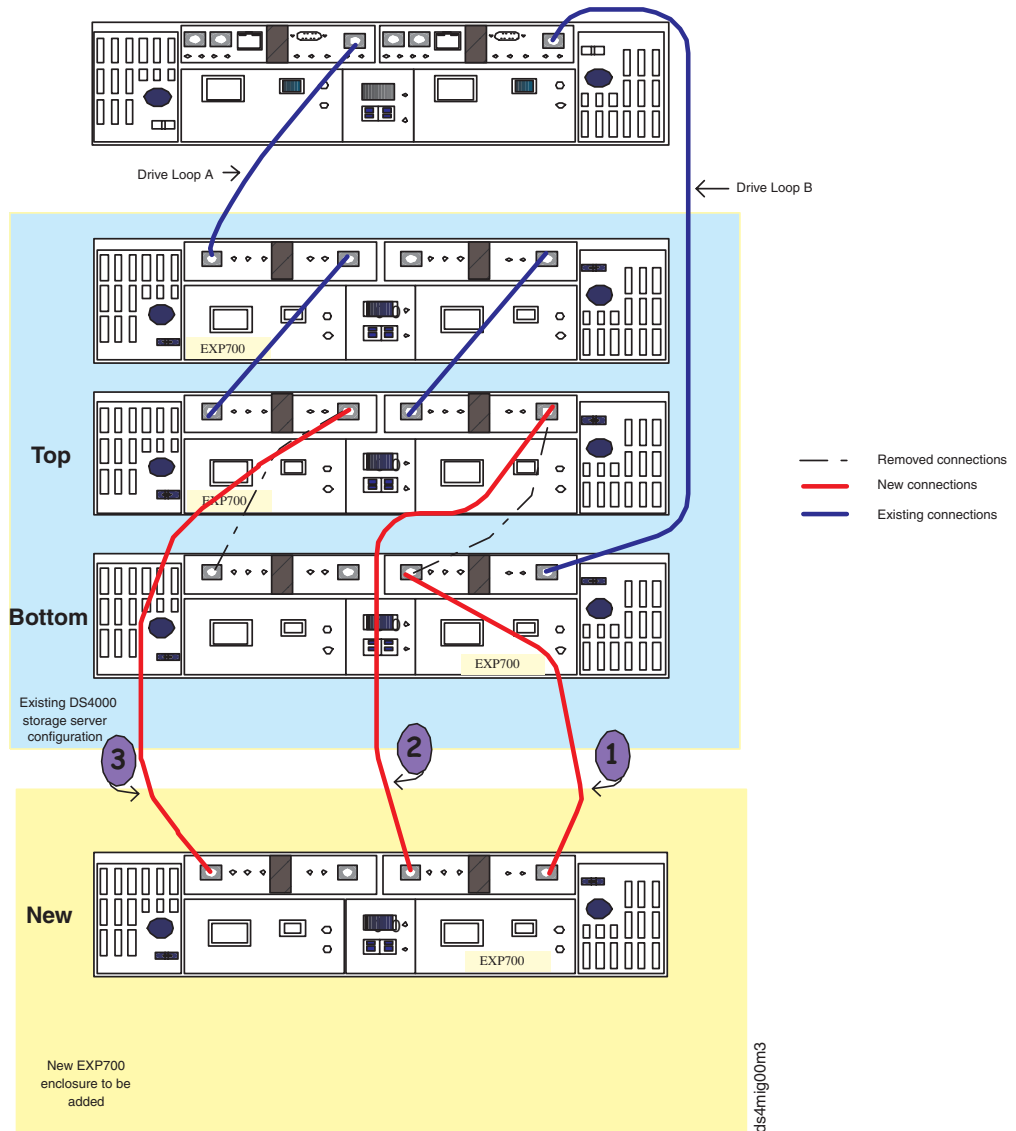 Drive Loop A
Drive Loop B
EXP700
Top
EXP700
Removed connections
New connections
Existing connections
Bottom
EXP700
Existing DS4000
storage server
configuration
3
2
1
New
EXP700
New EXP700
enclosure to be
added
ds4mig00m3